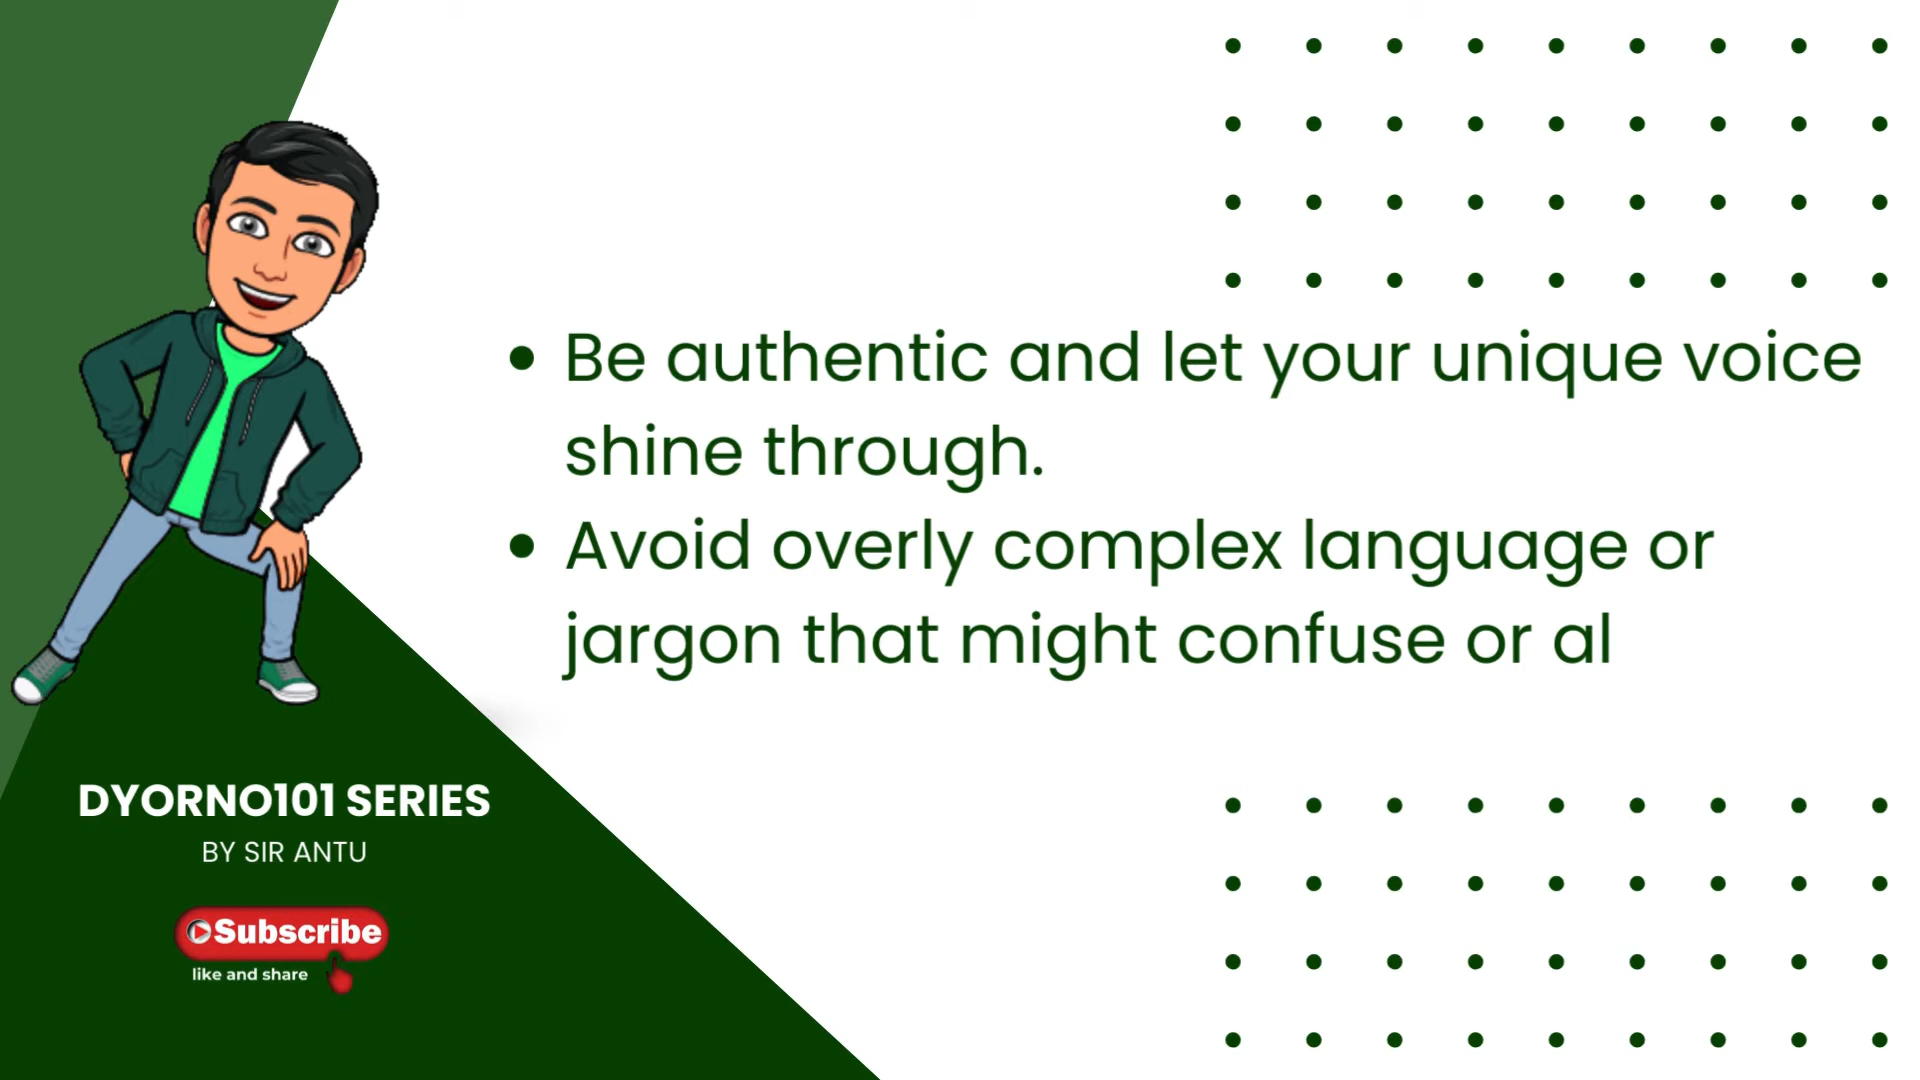 • Be authentic and let your unique voice
shine through.
• Avoid overly complex language or
jargon that might confuse or al
DYORNO101 SERIES
BY SIR ANTU
Subscribe
like and share